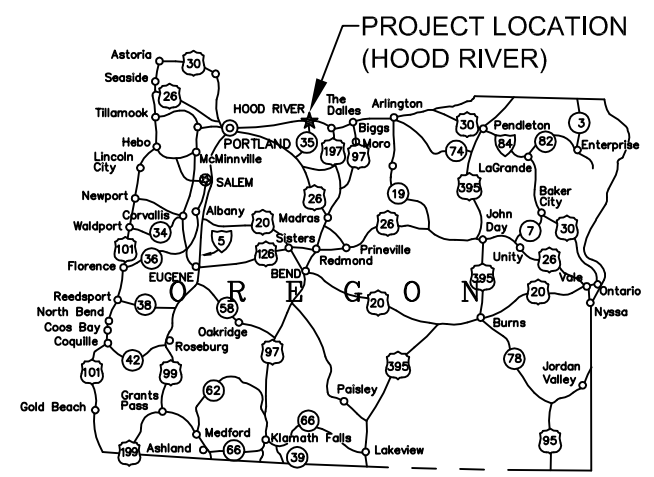 PROJECT LOCATION
(HOOD RIVER)
Astoria
30
Seaside
26
Tillamook
HOOD RIVER
The
Dalles
Arlington
Biggs
30
Pendleton
3
PORTLAND
35
197
97
Moro
74
84
82
Enterprise
Hebo
McMinnville
LaGrande
Lincoln
City
SALEM
395
Baker
City
Newport
26
19
Corvallis
Albany
20
Madras
26
John
Day
7
30
Waldport
34
5
Sisters
Prineville
Unity
26
101
36
126
Redmond
Vale
Florence
EUGENE
BEND
395
Ontario
OREGON
Reedsport
38
58
20
20
Nyssa
North Bend
Coos Bay
Oakridge
Burns
Coquille
Roseburg
42
97
78
101
99
395
Jordan
Valley
62
Paisley
Grants
Pass
Gold Beach
66
Medford
Klamath Falls
95
199
Ashland
66
39
Lakeview